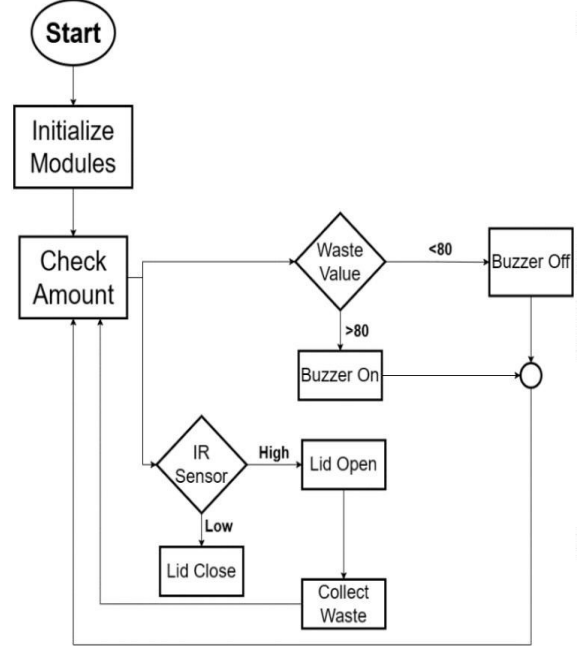 Start
Initialize
Modules
Check
Amount
Waste
Value
<80
Buzzer Off
>80
Buzzer On
IR
Sensor
High
Lid Open
Low
Lid Close
Collect
Waste